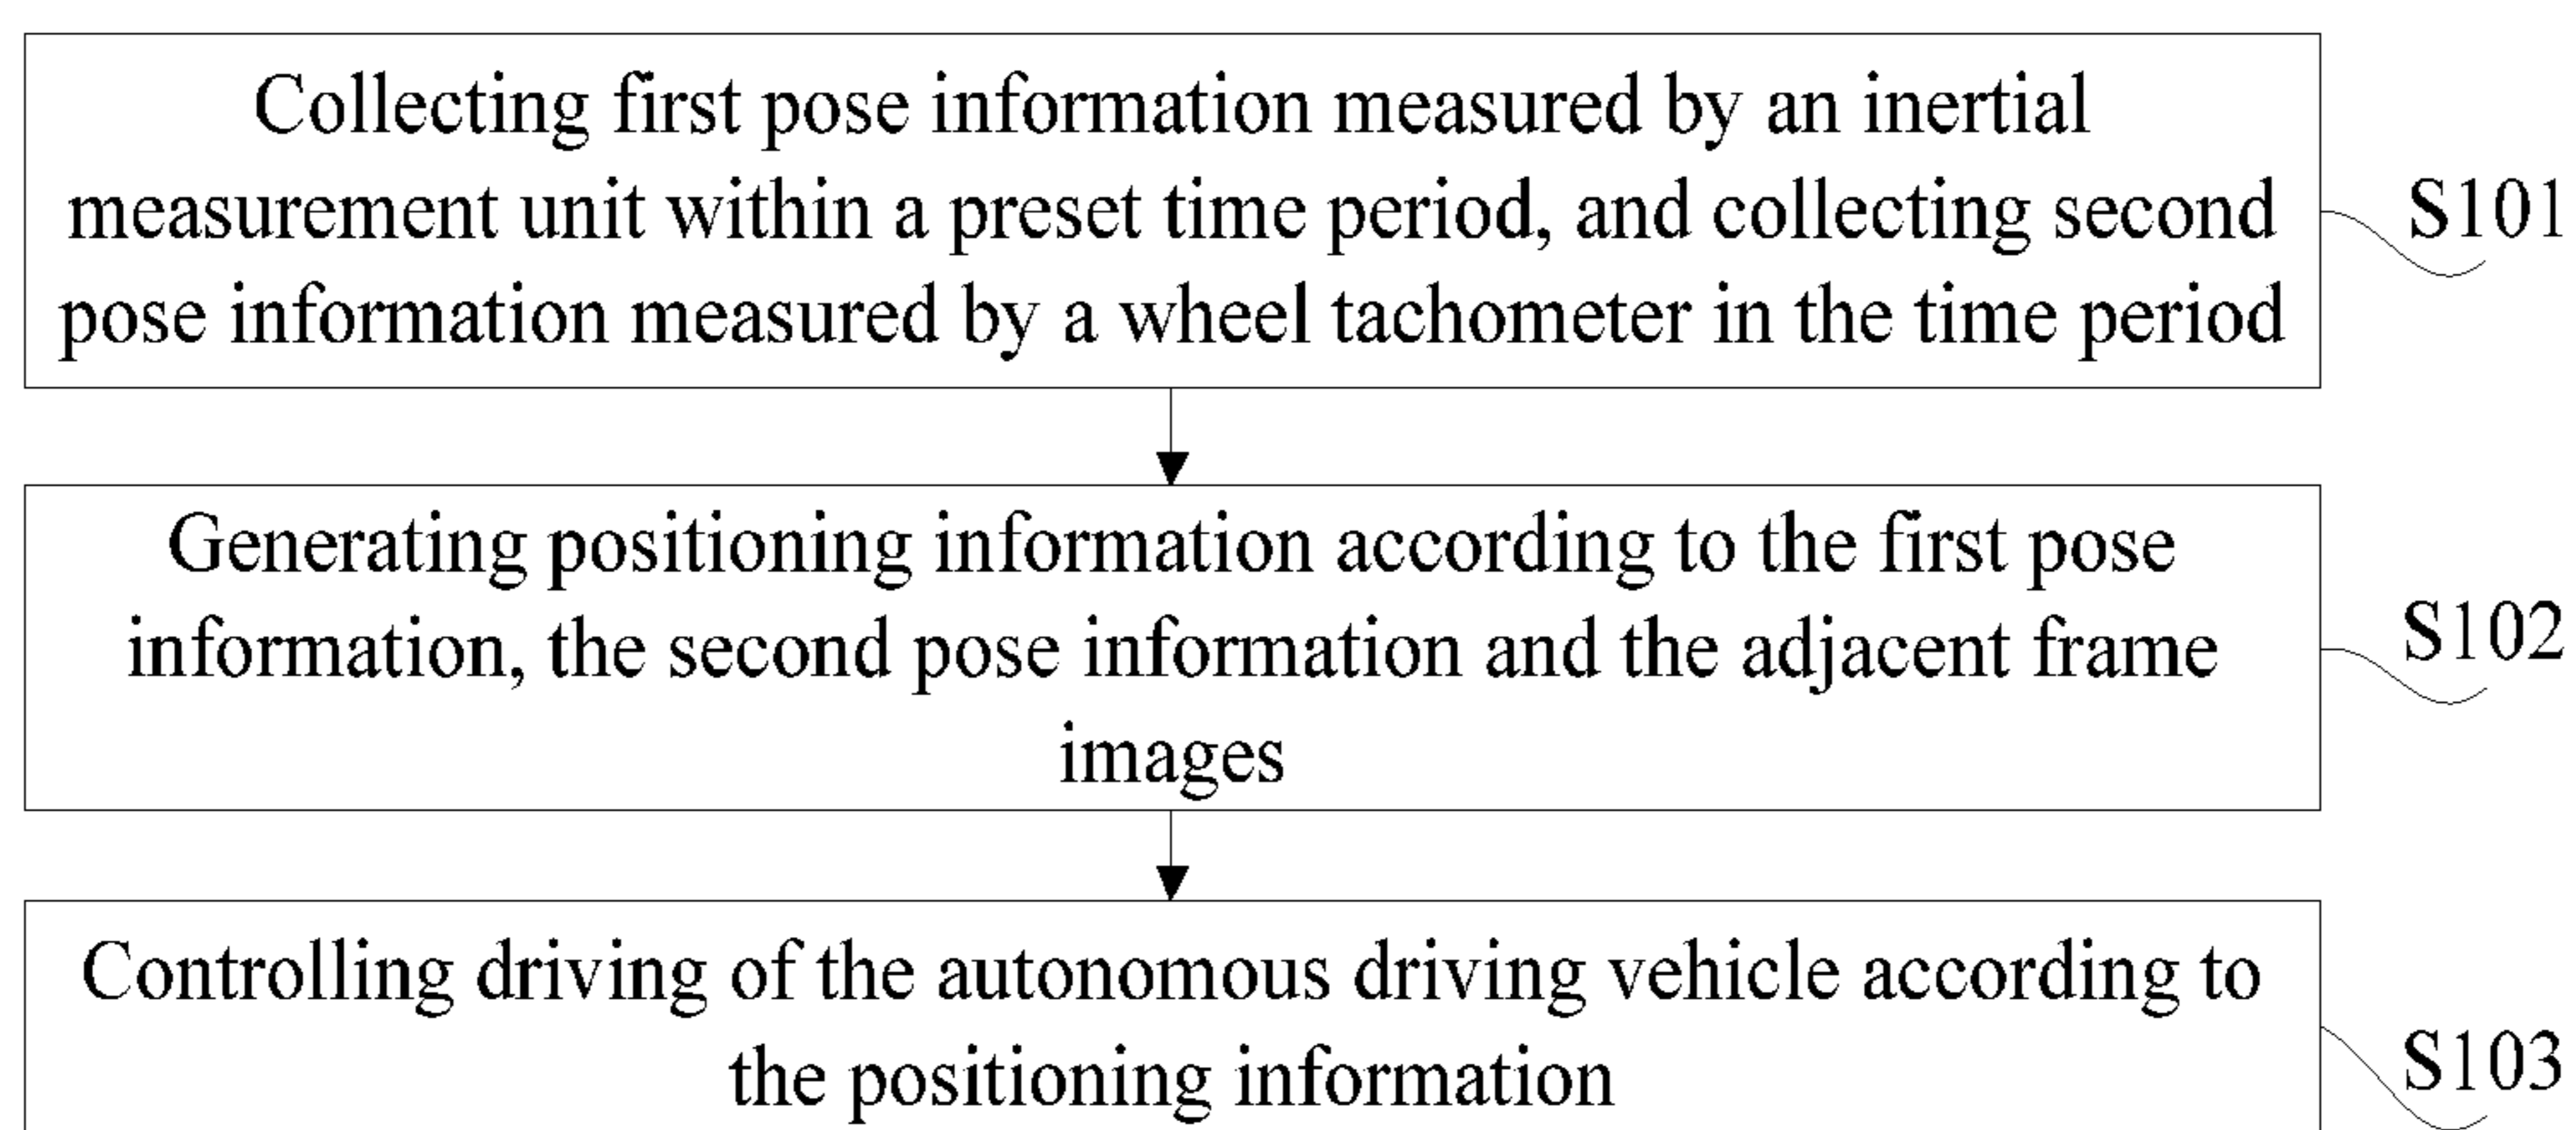 Collecting first pose information measured by an inertial
measurement unit within a preset time period, and collecting second
pose information measured by a wheel tachometer in the time period
S101
Generating positioning information according to the first pose
information, the second pose information and the adjacent frame
images
S102
Controlling driving of the autonomous driving vehicle according to
the positioning information
S103